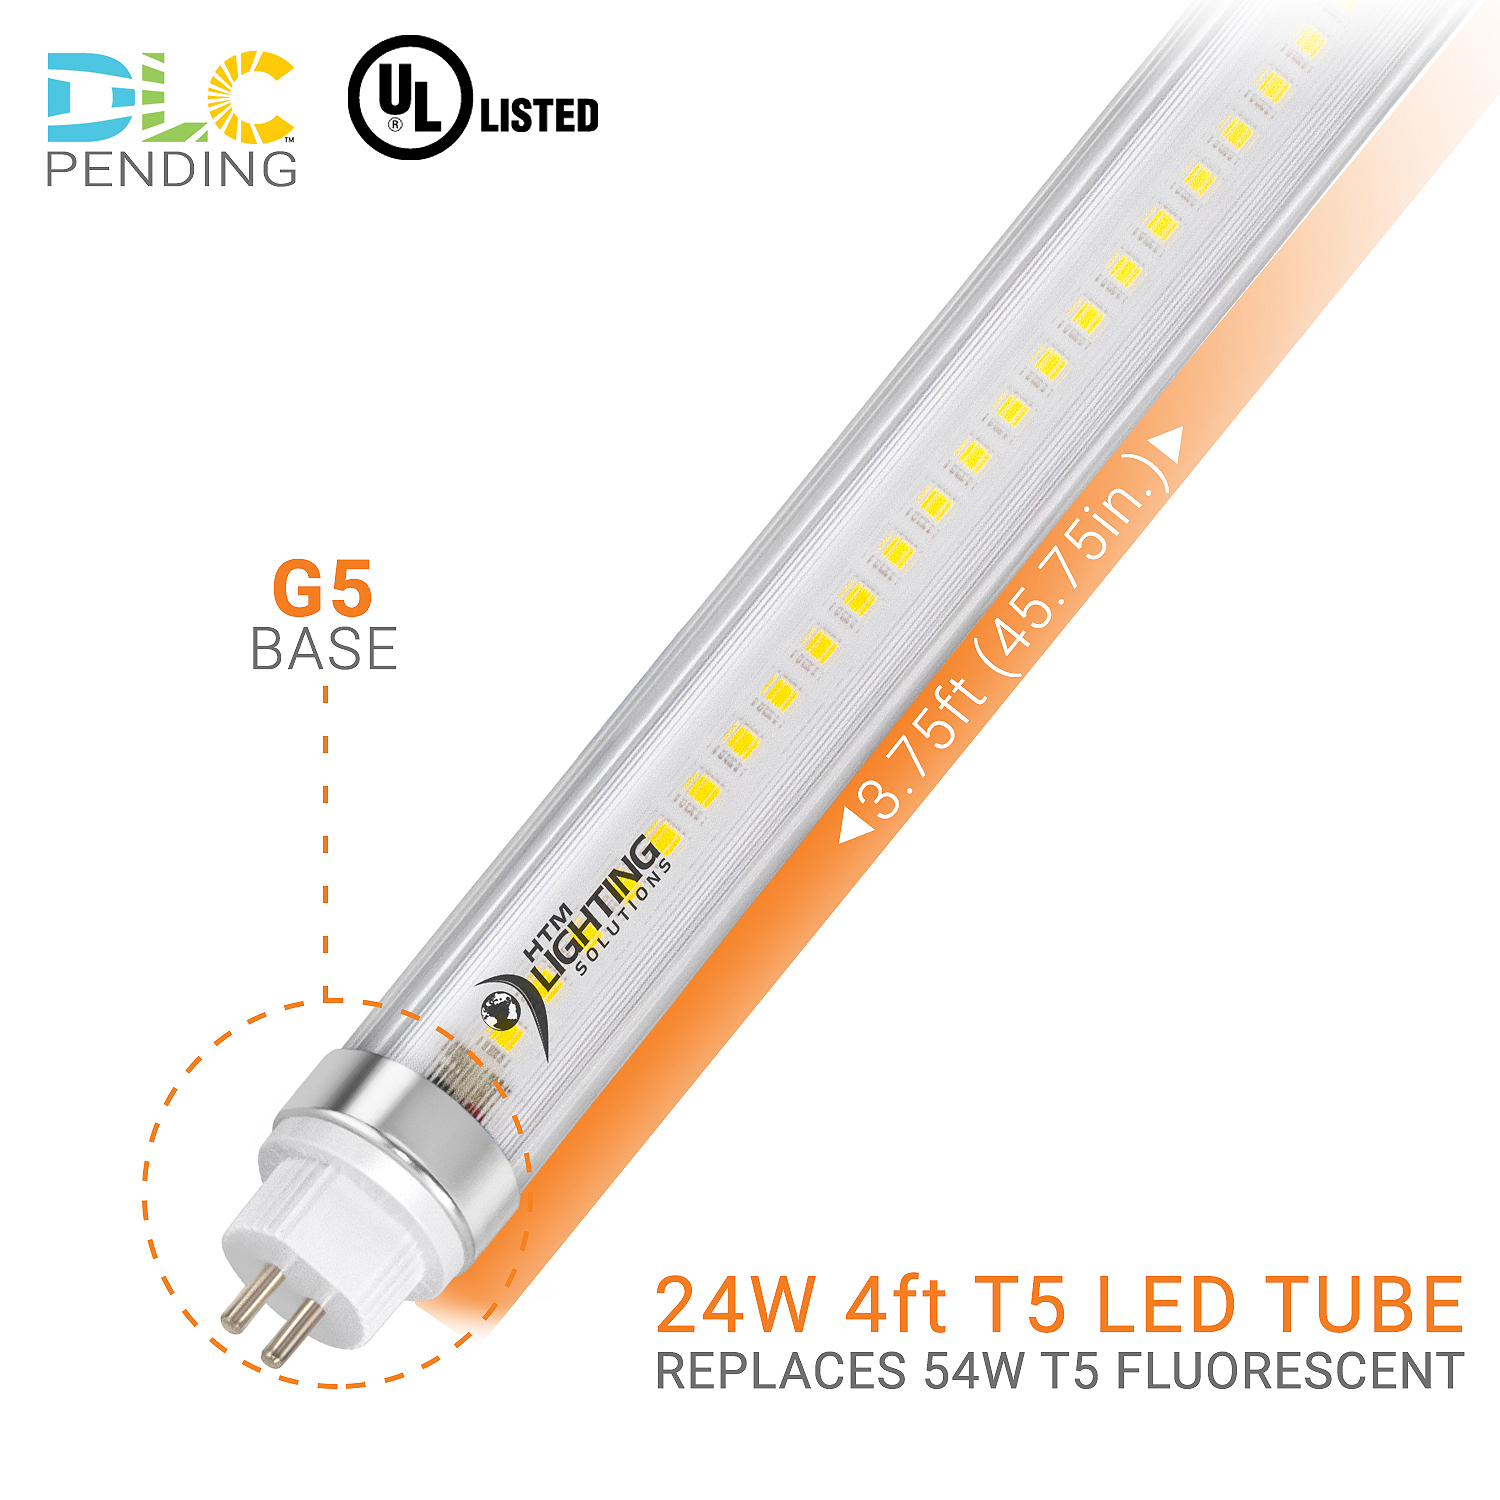 DLC™
PENDING
UL®
LISTED
G5
BASE
3.75ft (45.75in.)
HTM
LIGHTING
SOLUTIONS
24W 4ft T5 LED TUBE
REPLACES 54W T5 FLUORESCENT